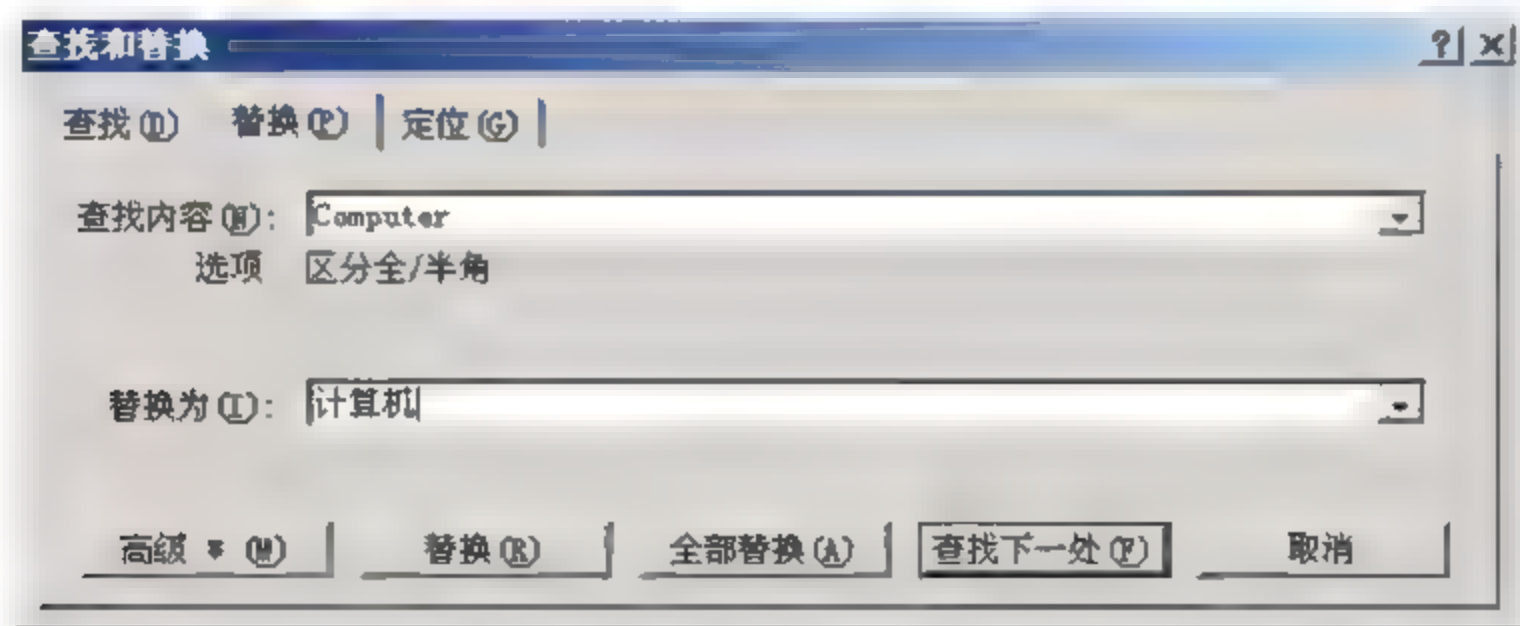 查找和替换
查找(D) 替换(P) 定位(G)
查找内容(N): Computer
选项 区分全/半角
替换为(I): 计算机
高级 (M) 替换(R) 全部替换(A) 查找下一处(F) 取消